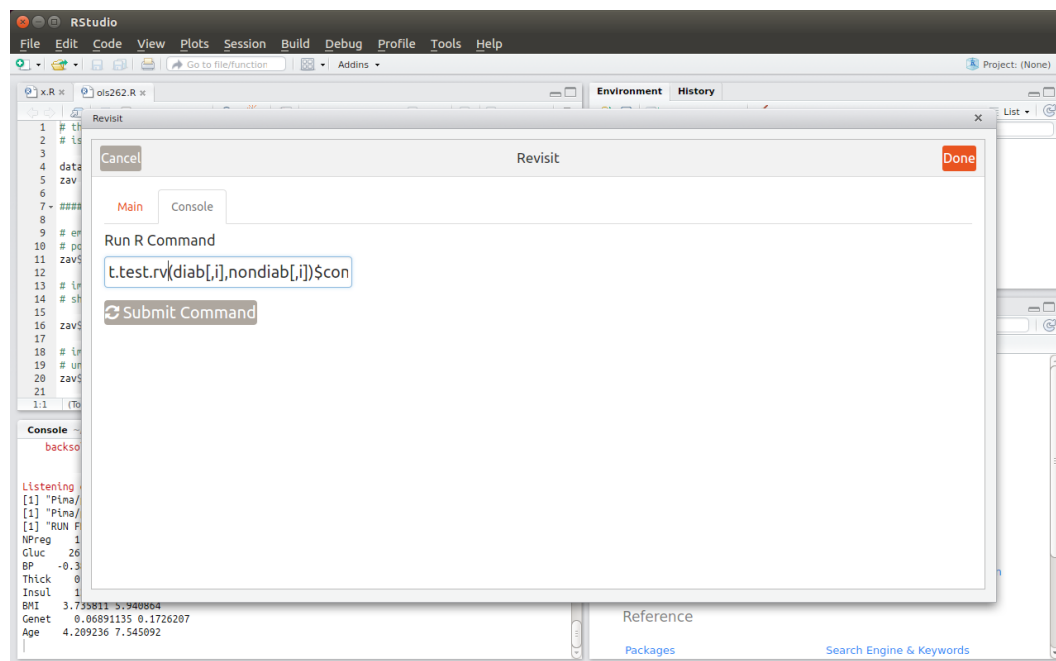 RStudio
File Edit Code View Plots Session Build Debug Profile Tools Help
Go to file/function
Addins
Project: (None)
x.R
ols262.R
Environment History
List
Revisit
Cancel
Revisit
Done
Main
Console
Run R Command
t.test.rv(diab[,i],nondiab[,i])$con
Submit Command
1 # th
2 # is
3
4 data
5 zav
6
7 ####
8
9 # em
10 # po
11 zav$
12
13 # im
14 # sh
15
16 zav$
17
18 # im
19 # un
20 zav$
21
1:1 (To
Console ~
backso
Listening
[1] "Pima/
[1] "Pima/
[1] "RUN F
NPreg 1
Gluc 26
BP -0.3
Thick 0
Insul 1
BMI 3.735811 5.940864
Genet 0.06891135 0.1726207
Age 4.209236 7.545092
Reference
Packages
Search Engine & Keywords